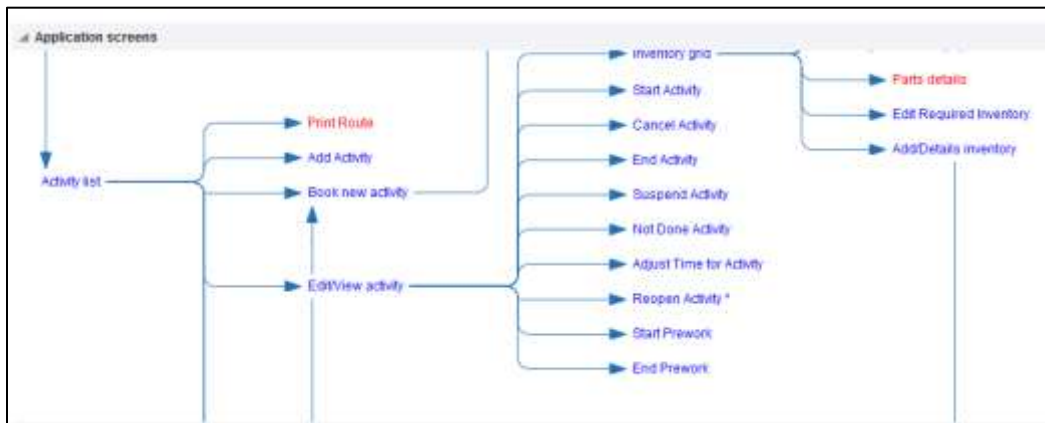 Application screens
Inventory grid
Parts details
Start Activity
Edit Required Inventory
Print Route
Cancel Activity
Add/Details inventory
Add Activity
End Activity
Activity list
Book new activity
Suspend Activity
Not Done Activity
Adjust Time for Activity
Edit/View activity
Reopen Activity *
Start Prework
End Prework